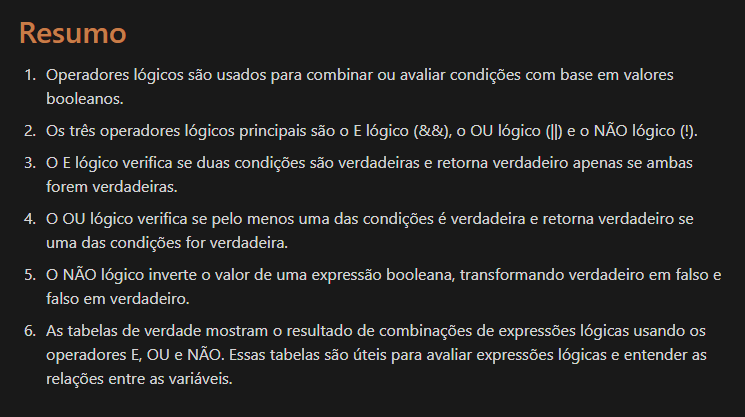 Resumo
1. Operadores lógicos são usados para combinar ou avaliar condições com base em valores
booleanos.
2. Os três operadores lógicos principais são o E lógico (&&), o OU lógico (||) e o NÃO lógico (!).
3. O E lógico verifica se duas condições são verdadeiras e retorna verdadeiro apenas se ambas
forem verdadeiras.
4. O OU lógico verifica se pelo menos uma das condições é verdadeira e retorna verdadeiro se
uma das condições for verdadeira.
5. O NÃO lógico inverte o valor de uma expressão booleana, transformando verdadeiro em falso e
falso em verdadeiro.
6. As tabelas de verdade mostram o resultado de combinações de expressões lógicas usando os
operadores E, OU e NÃO. Essas tabelas são úteis para avaliar expressões lógicas e entender as
relações entre as variáveis.